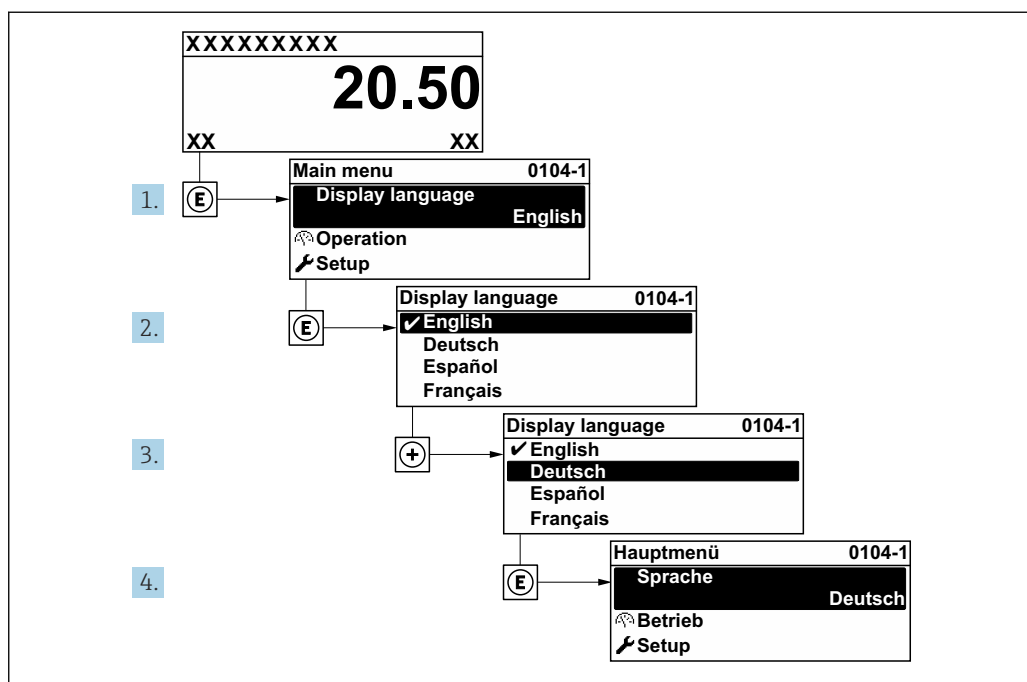 XXXXXXXXX
20.50
XX XX
1. E
Main menu 0104-1
Display language
English
Operation
Setup
2. E
Display language 0104-1
✔English
Deutsch
Español
Français
3. +
Display language 0104-1
✔English
Deutsch
Español
Français
4. E
Hauptmenü 0104-1
Sprache
Deutsch
Betrieb
Setup